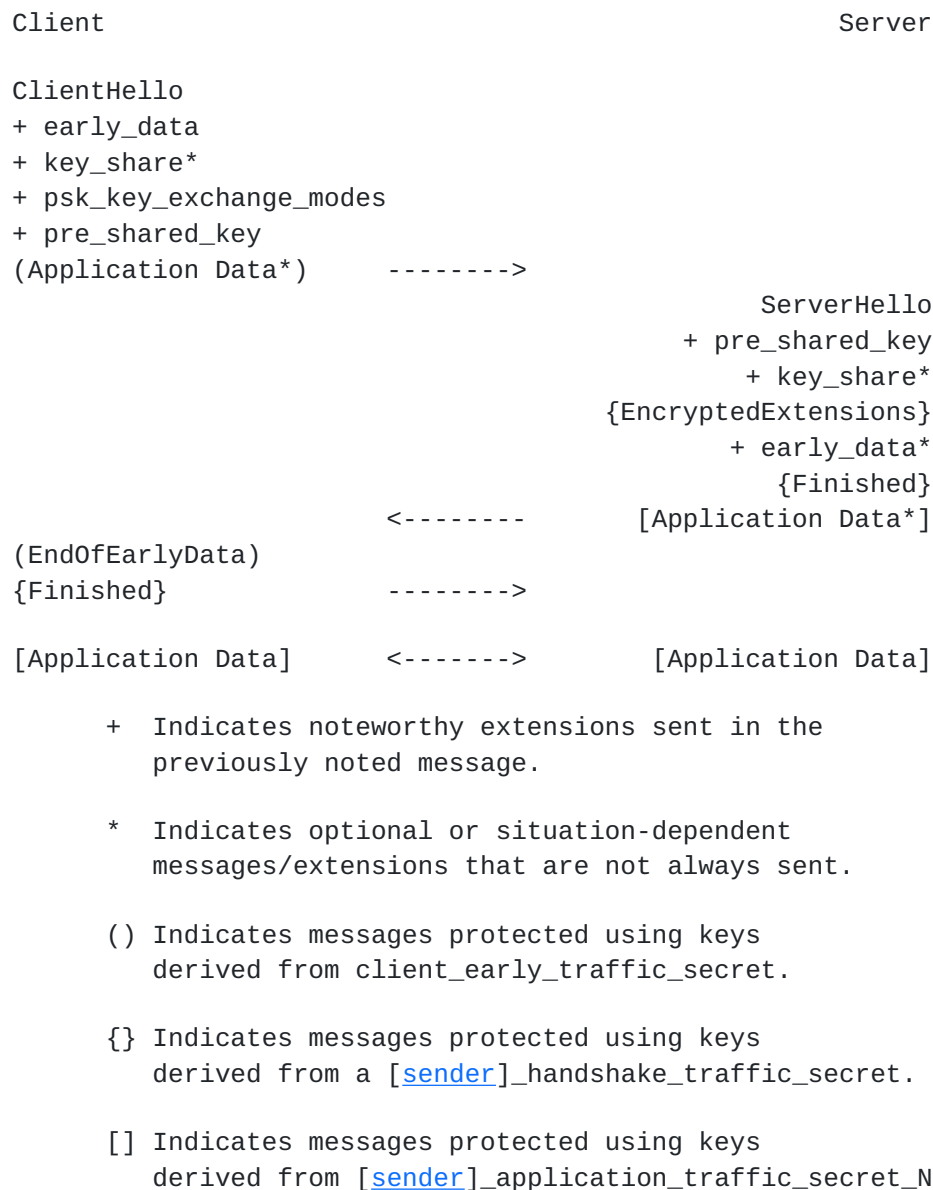 Client                                               Server

ClientHello
+ early_data
+ key_share*
+ psk_key_exchange_modes
+ pre_shared_key
(Application Data*)     -------->
                                                ServerHello
                                           + pre_shared_key
                                               + key_share*
                                      {EncryptedExtensions}
                                              + early_data*
                                                 {Finished}
                        <--------       [Application Data*]
(EndOfEarlyData)
{Finished}              -------->

[Application Data]      <------->        [Application Data]

      +  Indicates noteworthy extensions sent in the
         previously noted message.

      *  Indicates optional or situation-dependent
         messages/extensions that are not always sent.

      () Indicates messages protected using keys
         derived from client_early_traffic_secret.

      {} Indicates messages protected using keys
         derived from a [sender]_handshake_traffic_secret.

      [] Indicates messages protected using keys
         derived from [sender]_application_traffic_secret_N